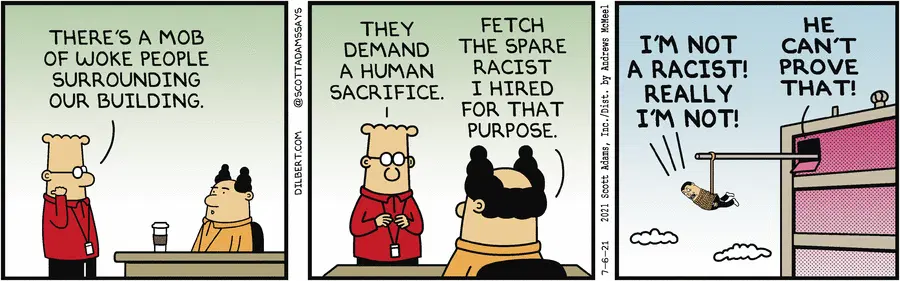 THERE'S A MOB
OF WOKE PEOPLE
SURROUNDING
OUR BUILDING.
DILBERT.COM @SCOTTADAMSSAYS
THEY
DEMAND
A HUMAN
SACRIFICE.
FETCH
THE SPARE
RACIST
I HIRED
FOR THAT
PURPOSE.
7-6-21 2021 Scott Adams, Inc./Dist. by Andrews McMeel
I'M NOT
A RACIST!
REALLY
I'M NOT!
HE
CAN'T
PROVE
THAT!